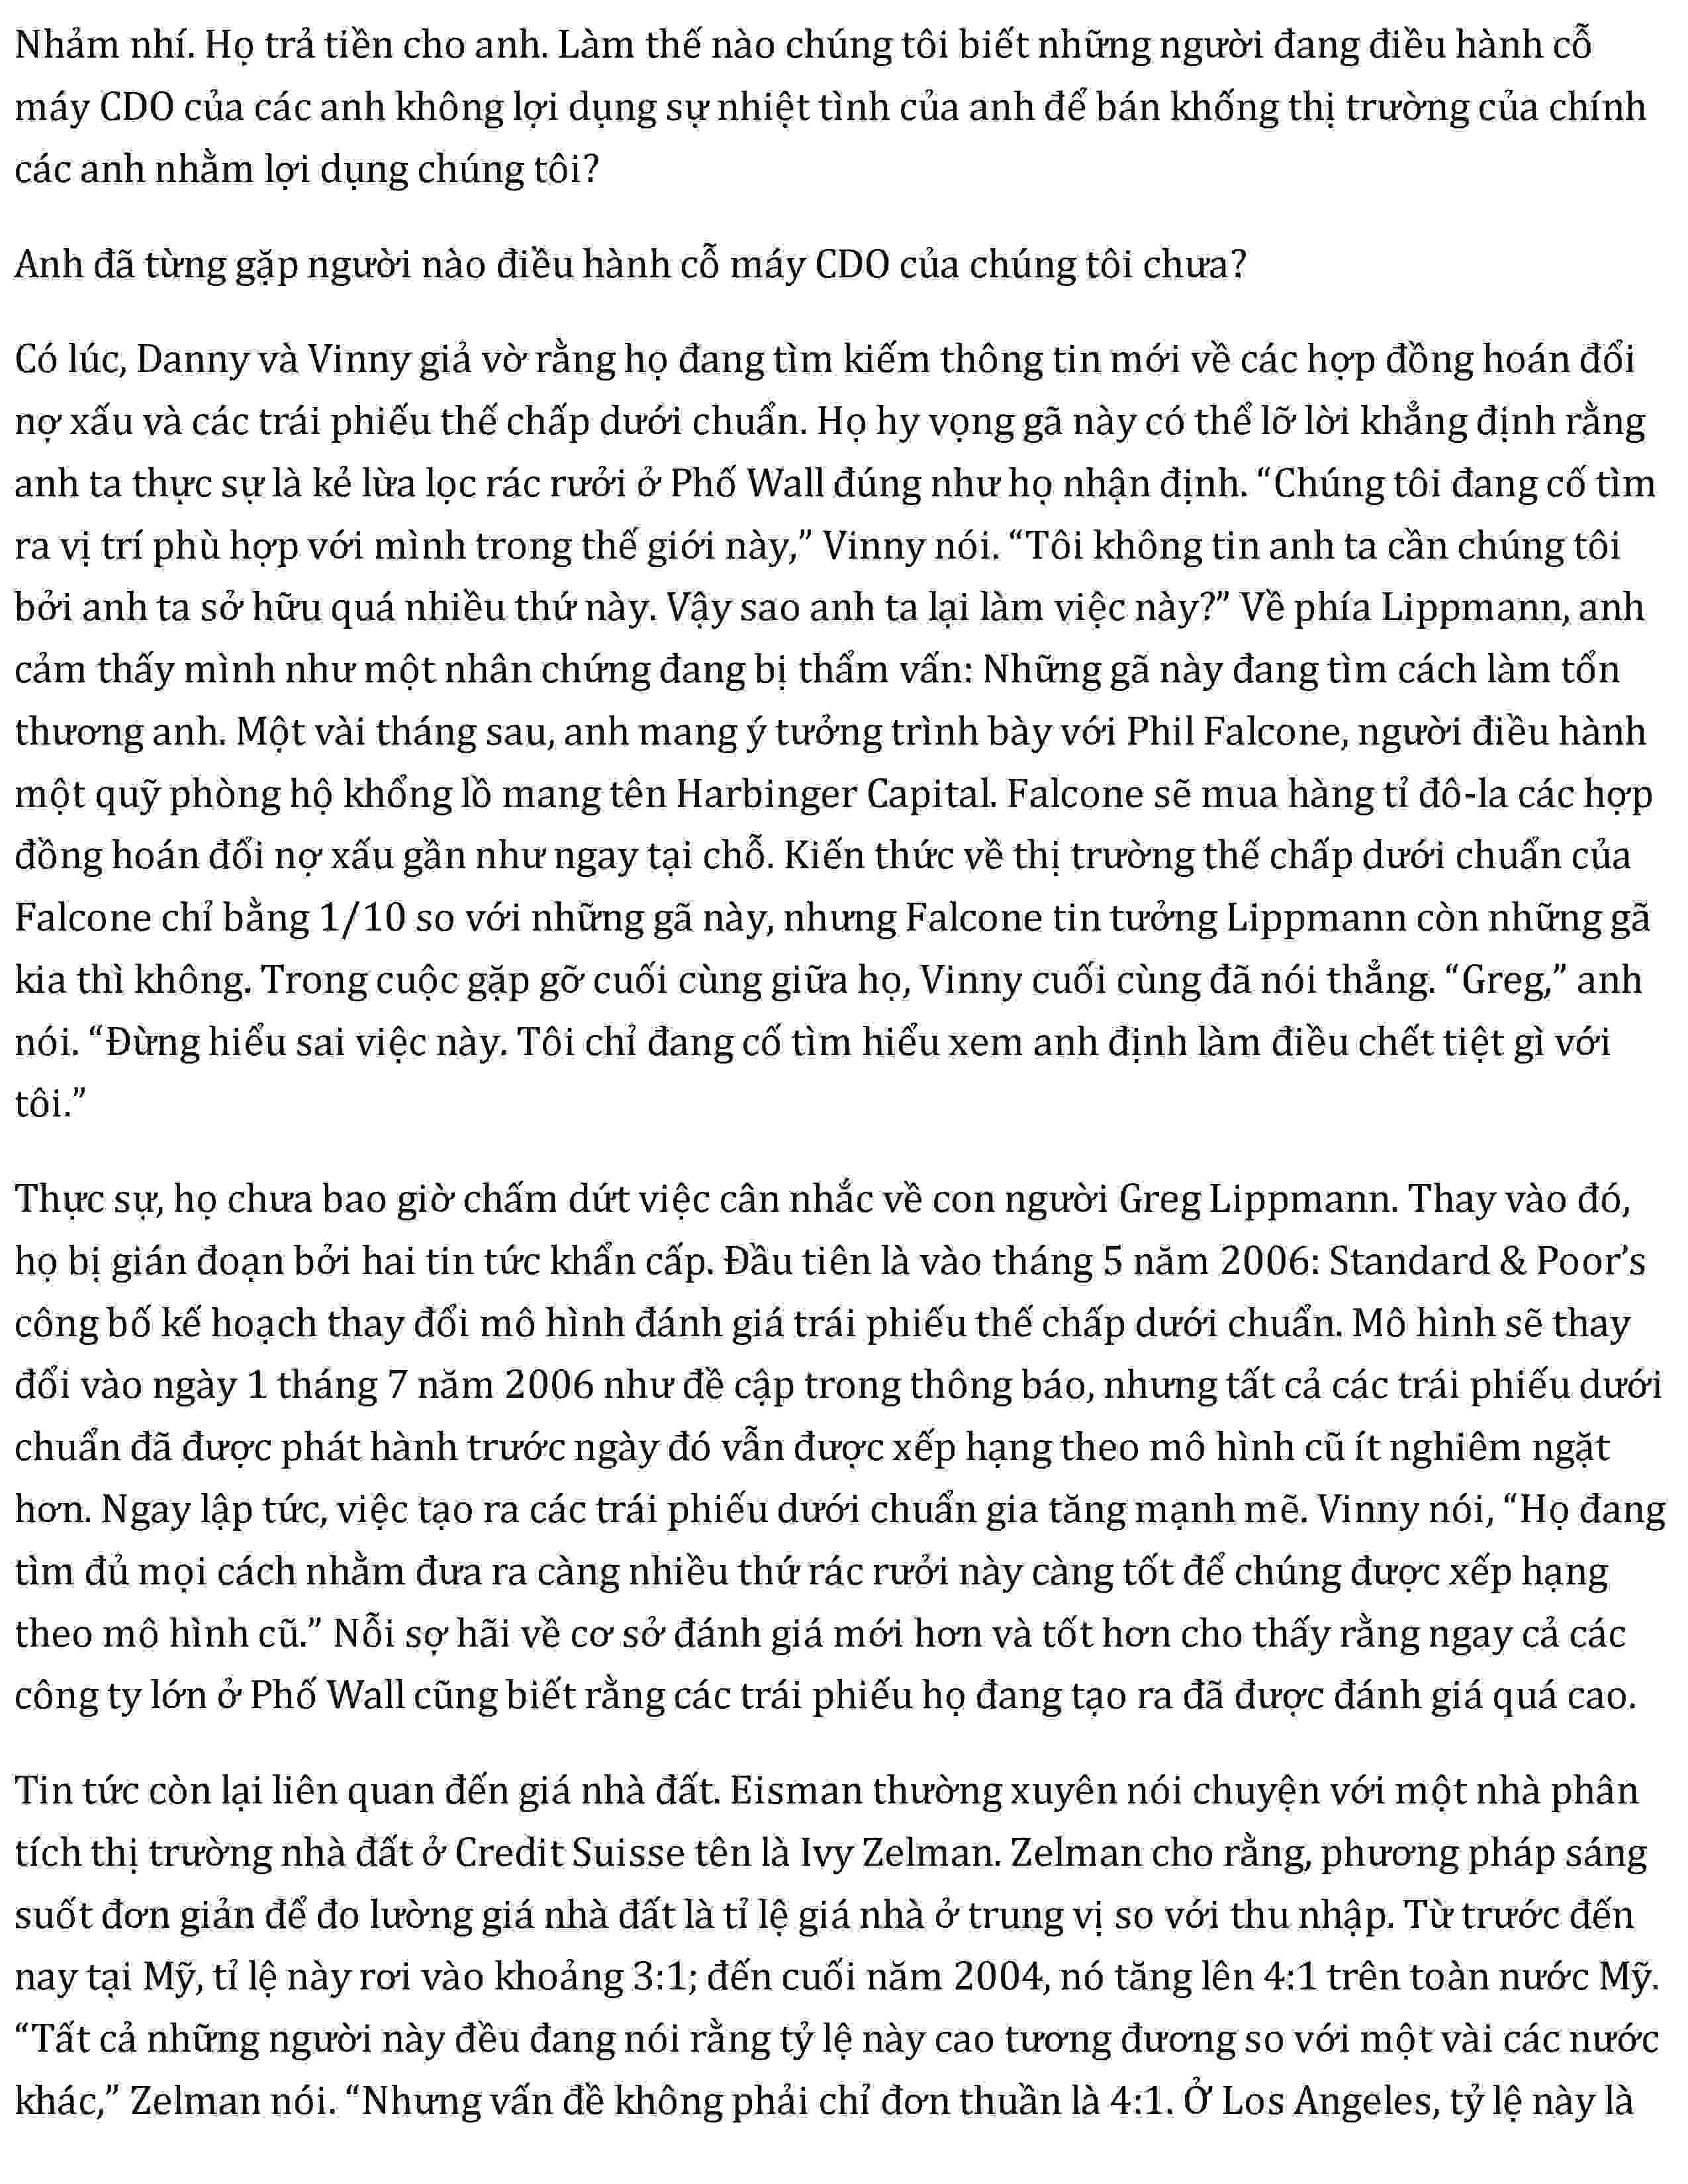 Nhảm nhí. Họ trả tiền cho anh. Làm thế nào chúng tôi biết những người đang điều hành cỗ
máy CDO của các anh không lợi dụng sự nhiệt tình của anh để bán khống thị trường của chính
các anh nhằm lợi dụng chúng tôi?
Anh đã từng gặp người nào điều hành cỗ máy CDO của chúng tôi chưa?
Có lúc, Danny và Vinny giả vờ rằng họ đang tìm kiếm thông tin mới về các hợp đồng hoán đổi
nợ xấu và các trái phiếu thế chấp dưới chuẩn. Họ hy vọng gã này có thể lỡ lời khẳng định rằng
anh ta thực sự là kẻ lừa lọc rác rưởi ở Phố Wall đúng như họ nhận định. “Chúng tôi đang cố tìm
ra vị trí phù hợp với mình trong thế giới này,” Vinny nói. “Tôi không tin anh ta cần chúng tôi
bởi anh ta sở hữu quá nhiều thứ này. Vậy sao anh ta lại làm việc này?” Về phía Lippmann, anh
cảm thấy mình như một nhân chứng đang bị thẩm vấn: Những gã này đang tìm cách làm tổn
thương anh. Một vài tháng sau, anh mang ý tưởng trình bày với Phil Falcone, người điều hành
một quỹ phòng hộ khổng lồ mang tên Harbinger Capital. Falcone sẽ mua hàng tỉ đô-la các hợp
đồng hoán đổi nợ xấu gần như ngay tại chỗ. Kiến thức về thị trường thế chấp dưới chuẩn của
Falcone chỉ bằng 1/10 so với những gã này, nhưng Falcone tin tưởng Lippmann còn những gã
kia thì không. Trong cuộc gặp gỡ cuối cùng giữa họ, Vinny cuối cùng đã nói thẳng. “Greg,” anh
nói. “Đừng hiểu sai việc này. Tôi chỉ đang cố tìm hiểu xem anh định làm điều chết tiệt gì với
tôi.”
Thực sự, họ chưa bao giờ chấm dứt việc cân nhắc về con người Greg Lippmann. Thay vào đó,
họ bị gián đoạn bởi hai tin tức khẩn cấp. Đầu tiên là vào tháng 5 năm 2006: Standard & Poor’s
công bố kế hoạch thay đổi mô hình đánh giá trái phiếu thế chấp dưới chuẩn. Mô hình sẽ thay
đổi vào ngày 1 tháng 7 năm 2006 như đề cập trong thông báo, nhưng tất cả các trái phiếu dưới
chuẩn đã được phát hành trước ngày đó vẫn được xếp hạng theo mô hình cũ ít nghiêm ngặt
hơn. Ngay lập tức, việc tạo ra các trái phiếu dưới chuẩn gia tăng mạnh mẽ. Vinny nói, “Họ đang
tìm đủ mọi cách nhằm đưa ra càng nhiều thứ rác rưởi này càng tốt để chúng được xếp hạng
theo mô hình cũ.” Nỗi sợ hãi về cơ sở đánh giá mới hơn và tốt hơn cho thấy rằng ngay cả các
công ty lớn ở Phố Wall cũng biết rằng các trái phiếu họ đang tạo ra đã được đánh giá quá cao.
Tin tức còn lại liên quan đến giá nhà đất. Eisman thường xuyên nói chuyện với một nhà phân
tích thị trường nhà đất ở Credit Suisse tên là Ivy Zelman. Zelman cho rằng, phương pháp sáng
suốt đơn giản để đo lường giá nhà đất là tỉ lệ giá nhà ở trung vị so với thu nhập. Từ trước đến
nay tại Mỹ, tỉ lệ này rơi vào khoảng 3:1; đến cuối năm 2004, nó tăng lên 4:1 trên toàn nước Mỹ.
“Tất cả những người này đều đang nói rằng tỷ lệ này cao tương đương so với một vài các nước
khác,” Zelman nói. “Nhưng vấn đề không phải chỉ đơn thuần là 4:1. Ở Los Angeles, tỷ lệ này là